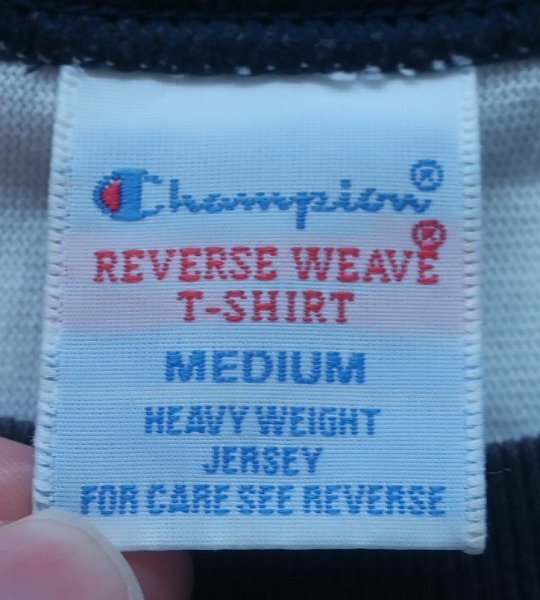 Champion®
REVERSE WEAVE®
T-SHIRT
MEDIUM
HEAVY WEIGHT
JERSEY
FOR CARE SEE REVERSE